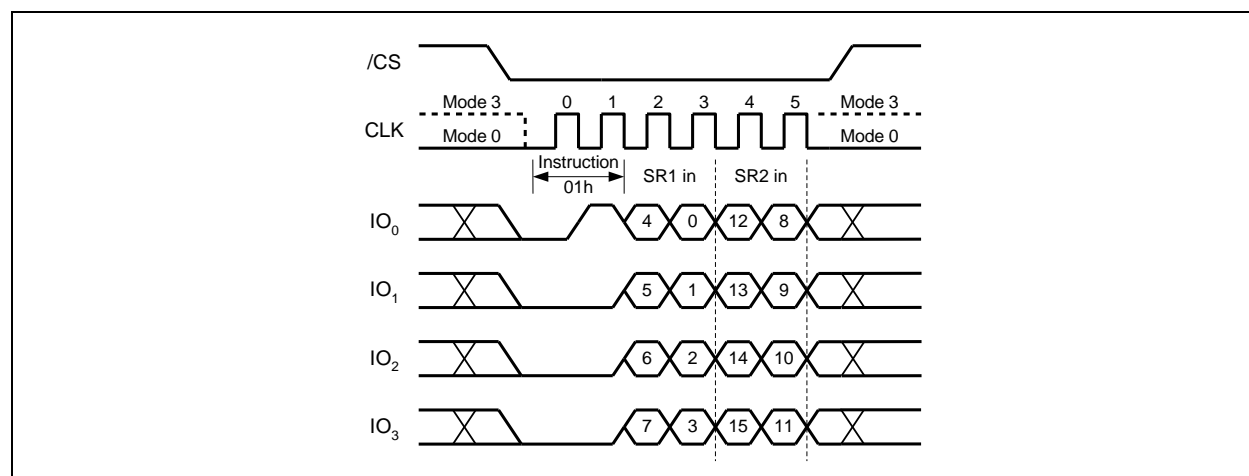 /CS
Mode 3 0 1 2 3 4 5 Mode 3
CLK Mode 0 Mode 0
Instruction
01h SR1 in SR2 in
IO0 4 0 12 8
IO1 5 1 13 9
IO2 6 2 14 10
IO3 7 3 15 11